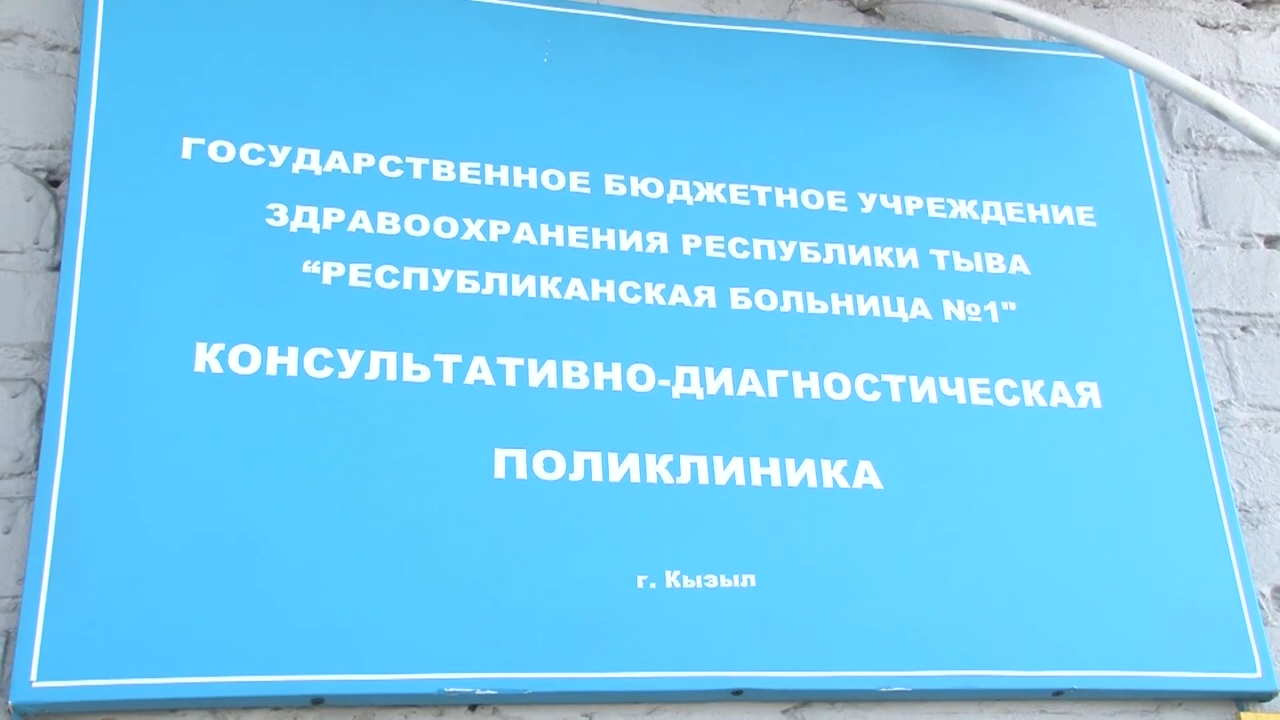 ГОСУДАРСТВЕННОЕ БЮДЖЕТНОЕ УЧРЕЖДЕНИЕ
ЗДРАВООХРАНЕНИЯ РЕСПУБЛИКИ ТЫВА
“РЕСПУБЛИКАНСКАЯ БОЛЬНИЦА №1"
КОНСУЛЬТАТИВНО-ДИАГНОСТИЧЕСКАЯ
ПОЛИКЛИНИКА
г. Кызыл